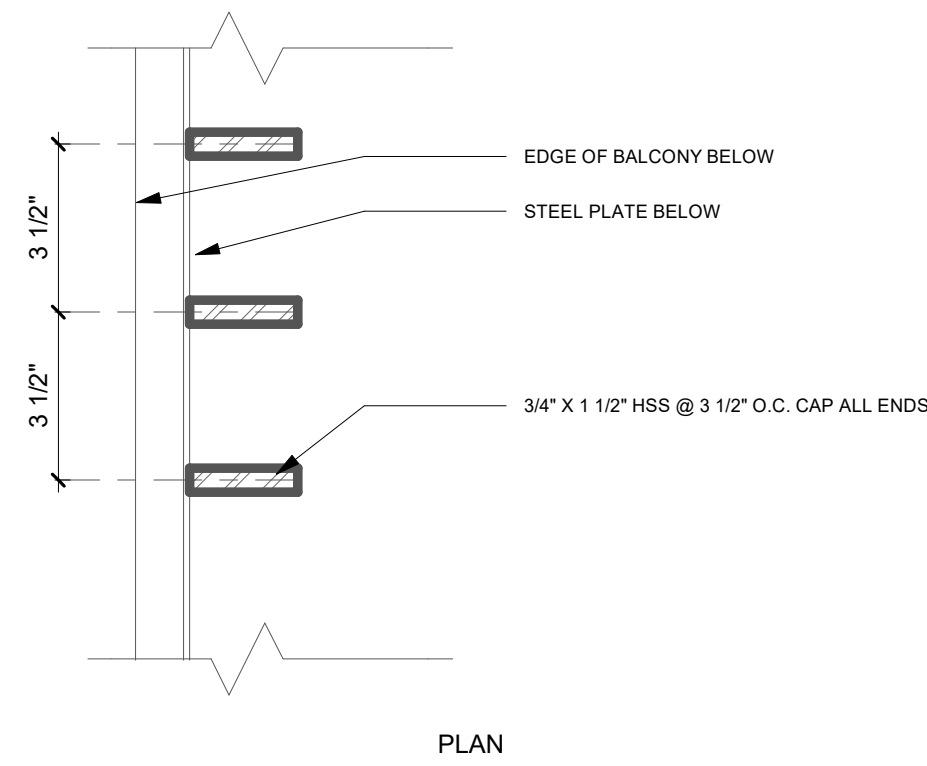 EDGE OF BALCONY BELOW
STEEL PLATE BELOW
3 1/2"
3 1/2"
3/4" X 1 1/2" HSS @ 3 1/2" O.C. CAP ALL ENDS
PLAN